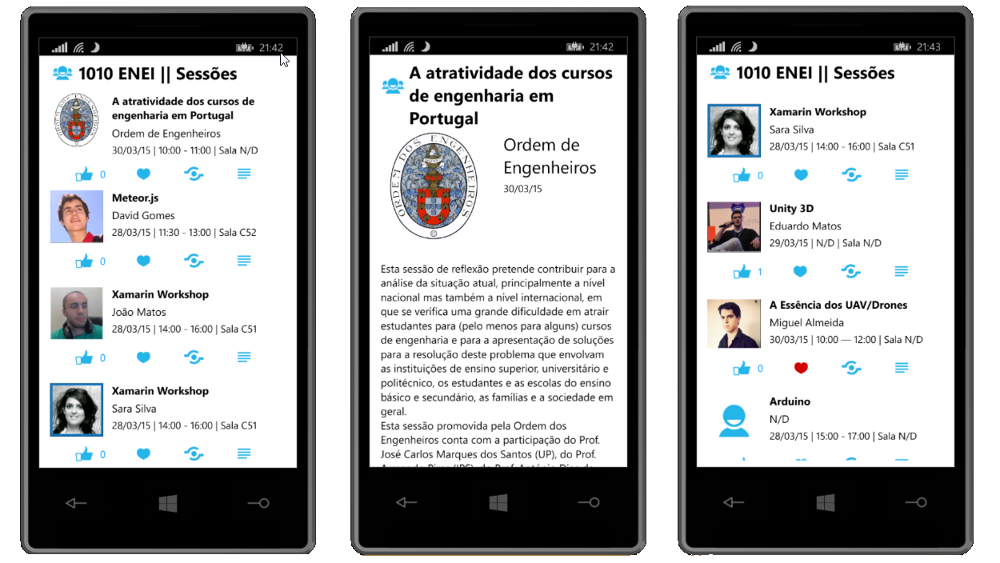 21:42
1010 ENEI || Sessões
A atratividade dos cursos de
engenharia em Portugal
Ordem de Engenheiros
30/03/15 | 10:00 - 11:00 | Sala N/D
0
Meteor.js
David Gomes
28/03/15 | 11:30 - 13:00 | Sala C52
0
Xamarin Workshop
João Matos
28/03/15 | 14:00 - 16:00 | Sala C51
0
Xamarin Workshop
Sara Silva
28/03/15 | 14:00 - 16:00 | Sala C51
0
21:42
A atratividade dos cursos
de engenharia em
Portugal
ORDEM DOS ENGENHEIROS
Ordem de
Engenheiros
30/03/15
Esta sessão de reflexão pretende contribuir para a
análise da situação atual, principalmente a nível
nacional mas também a nível internacional, em
que se verifica uma grande dificuldade em atrair
estudantes para (pelo menos para alguns) cursos
de engenharia e para a apresentação de soluções
para a resolução deste problema que envolvam
as instituições de ensino superior, universitário e
politécnico, os estudantes e as escolas do ensino
básico e secundário, as famílias e a sociedade em
geral.
Esta sessão promovida pela Ordem dos
Engenheiros conta com a participação do Prof.
José Carlos Marques dos Santos (UP), do Prof.
21:43
1010 ENEI || Sessões
Xamarin Workshop
Sara Silva
28/03/15 | 14:00 - 16:00 | Sala C51
0
Unity 3D
Eduardo Matos
29/03/15 | N/D | Sala N/D
1
A Essência dos UAV/Drones
Miguel Almeida
30/03/15 | 10:00 — 12:00 | Sala N/D
0
Arduino
N/D
28/03/15 | 15:00 - 17:00 | Sala N/D